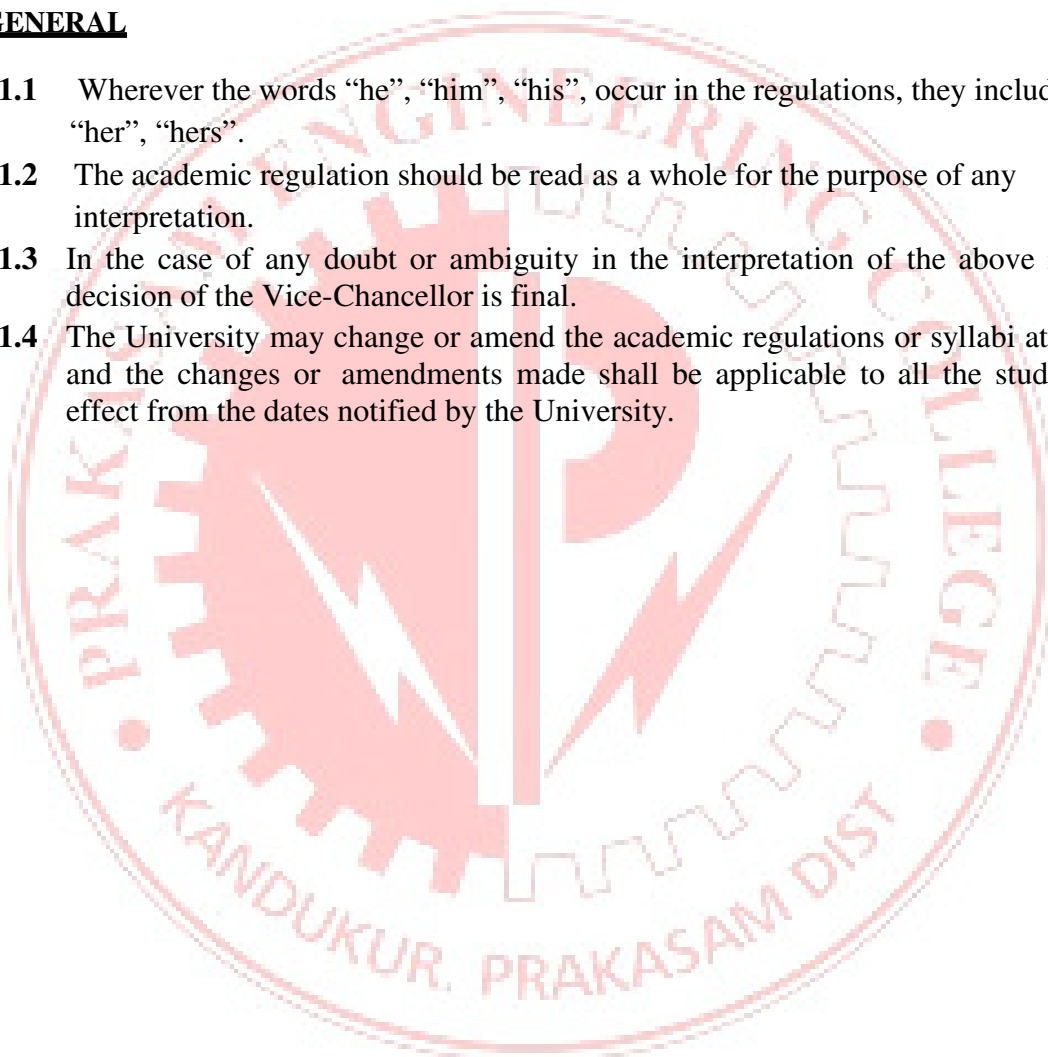 GENERAL
1.1 Wherever the words “he”, “him”, “his”, occur in the regulations, they includ
“her”, “hers”.
1.2 The academic regulation should be read as a whole for the purpose of any
interpretation.
1.3 In the case of any doubt or ambiguity in the interpretation of the above
decision of the Vice-Chancellor is final.
1.4 The University may change or amend the academic regulations or syllabi at
and the changes or amendments made shall be applicable to all the stud
effect from the dates notified by the University.
PRAKASAM ENGINEERING COLLEGE
KANDUKUR. PRAKASAM DIST